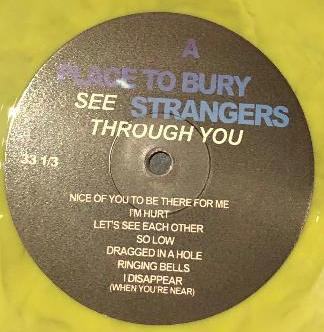 A
PLACE TO BURY
SEE STRANGERS
THROUGH YOU
33 1/3
NICE OF YOU TO BE THERE FOR ME
I'M HURT
LET'S SEE EACH OTHER
SO LOW
DRAGGED IN A HOLE
RINGING BELLS
I DISAPPEAR
(WHEN YOU'RE NEAR)